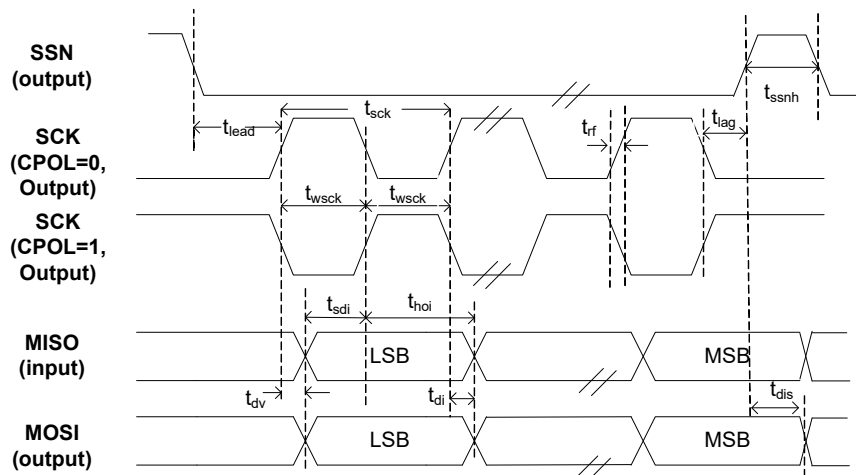 SSN
(output)
t_ssnh
t_sck
t_lead
t_rf
t_lag
SCK
(CPOL=0,
Output)
t_wsck t_wsck
SCK
(CPOL=1,
Output)
t_sdi t_hoi
MISO
(input)
LSB MSB
t_dv t_di t_dis
MOSI
(output)
LSB MSB